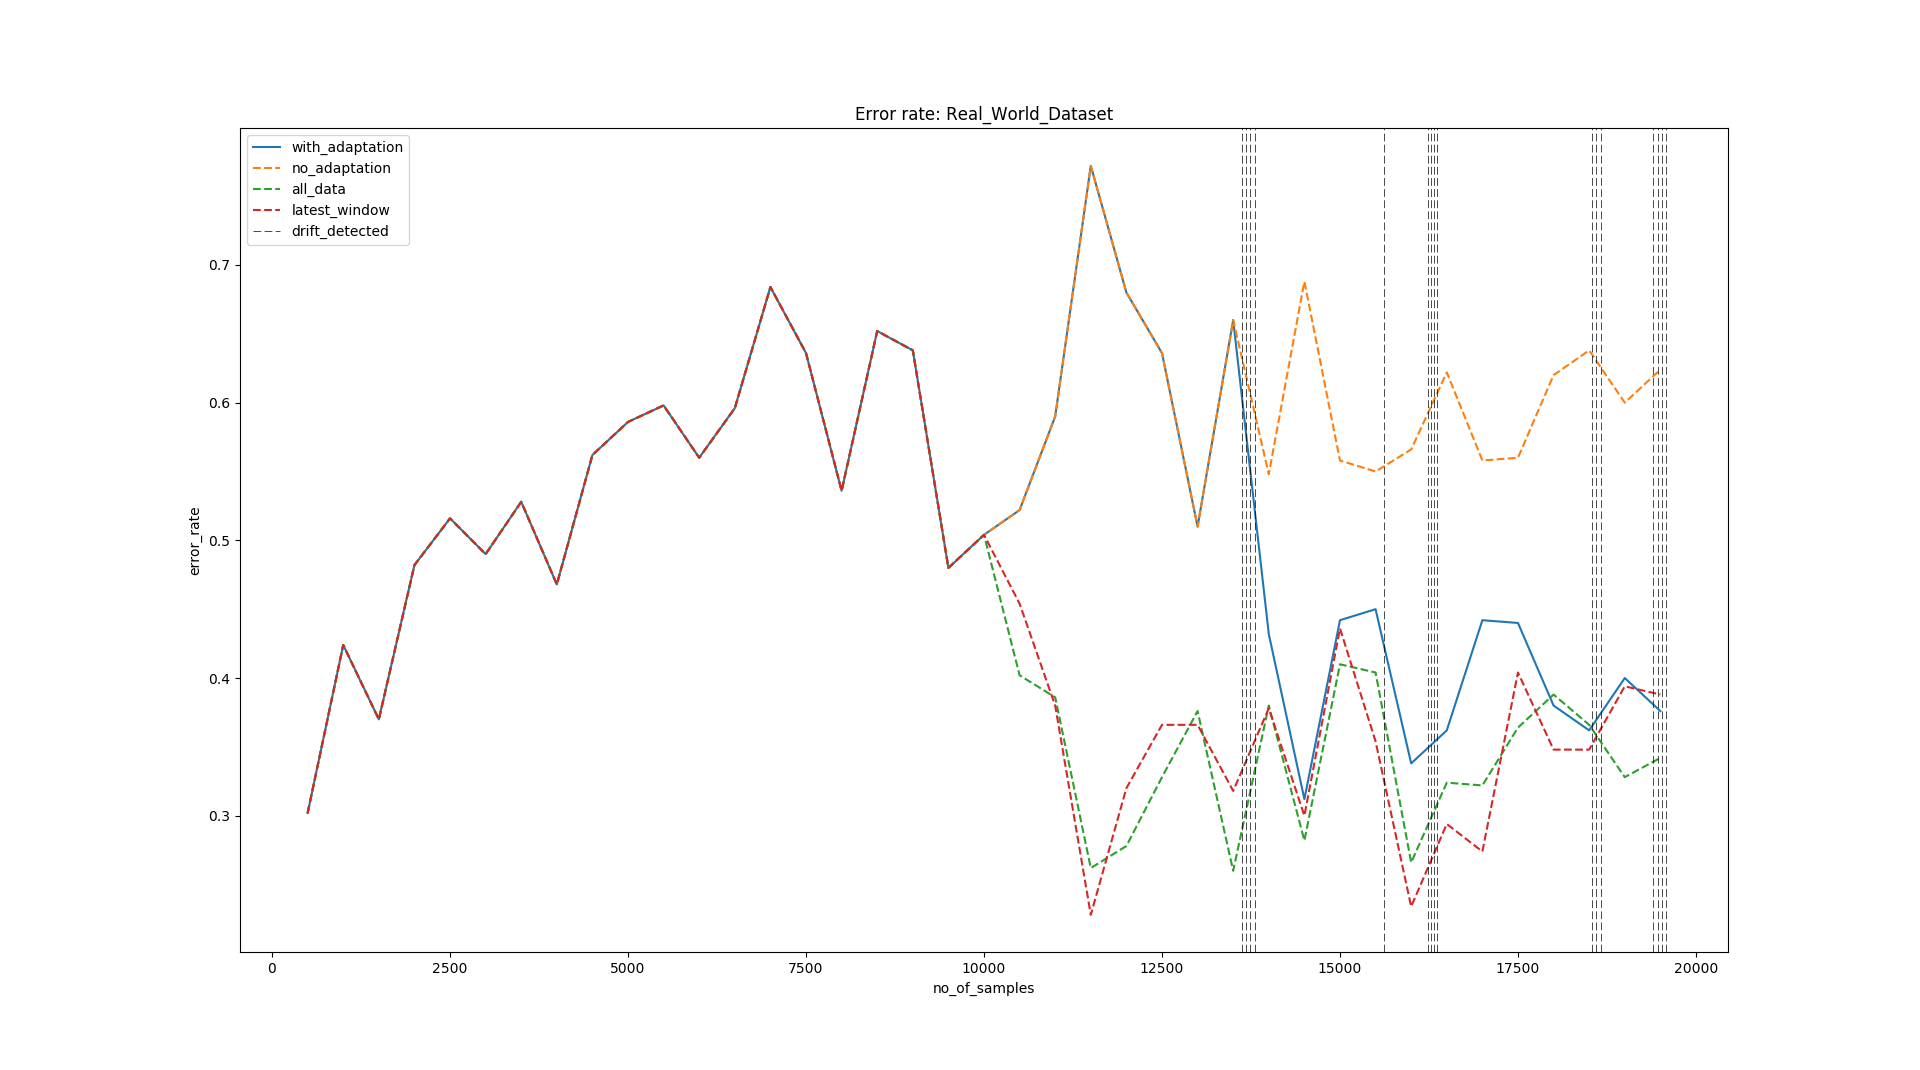 Error rate: Real_World_Dataset
with_adaptation
no_adaptation
all_data
latest_window
drift_detected
error_rate
0.7
0.6
0.5
0.4
0.3
0 2500 5000 7500 10000 12500 15000 17500 20000
no_of_samples